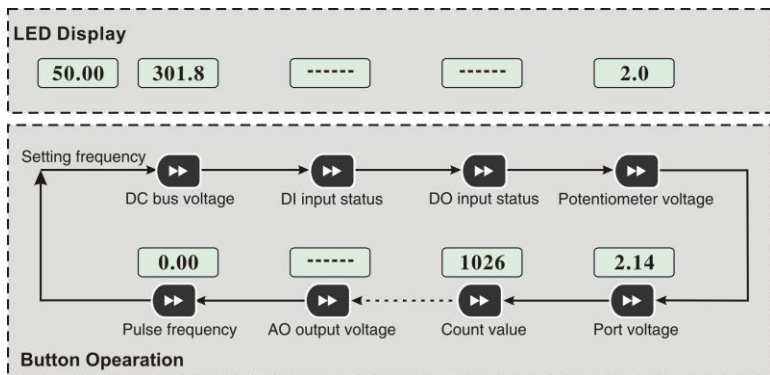 LED Display
50.00 301.8 ------ ------ 2.0
Setting frequency
DC bus voltage DI input status DO input status Potentiometer voltage
0.00 ------ 1026 2.14
Pulse frequency AO output voltage Count value Port voltage
Button Opearation